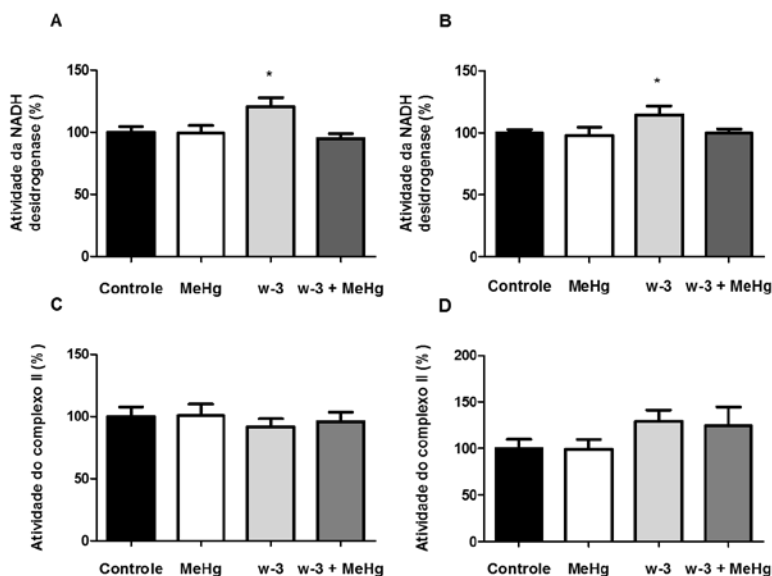 A
Atividade da NADH
desidrogenase (%)
150
100
50
0
*
Controle MeHg w-3 w-3 + MeHg
B
Atividade da NADH
desidrogenase (%)
150
100
50
0
*
Controle MeHg w-3 w-3 + MeHg
C
Atividade do complexo II (%)
150
100
50
0
Controle MeHg w-3 w-3 + MeHg
D
Atividade do complexo II (%)
200
150
100
50
0
Controle MeHg w-3 w-3 + MeHg